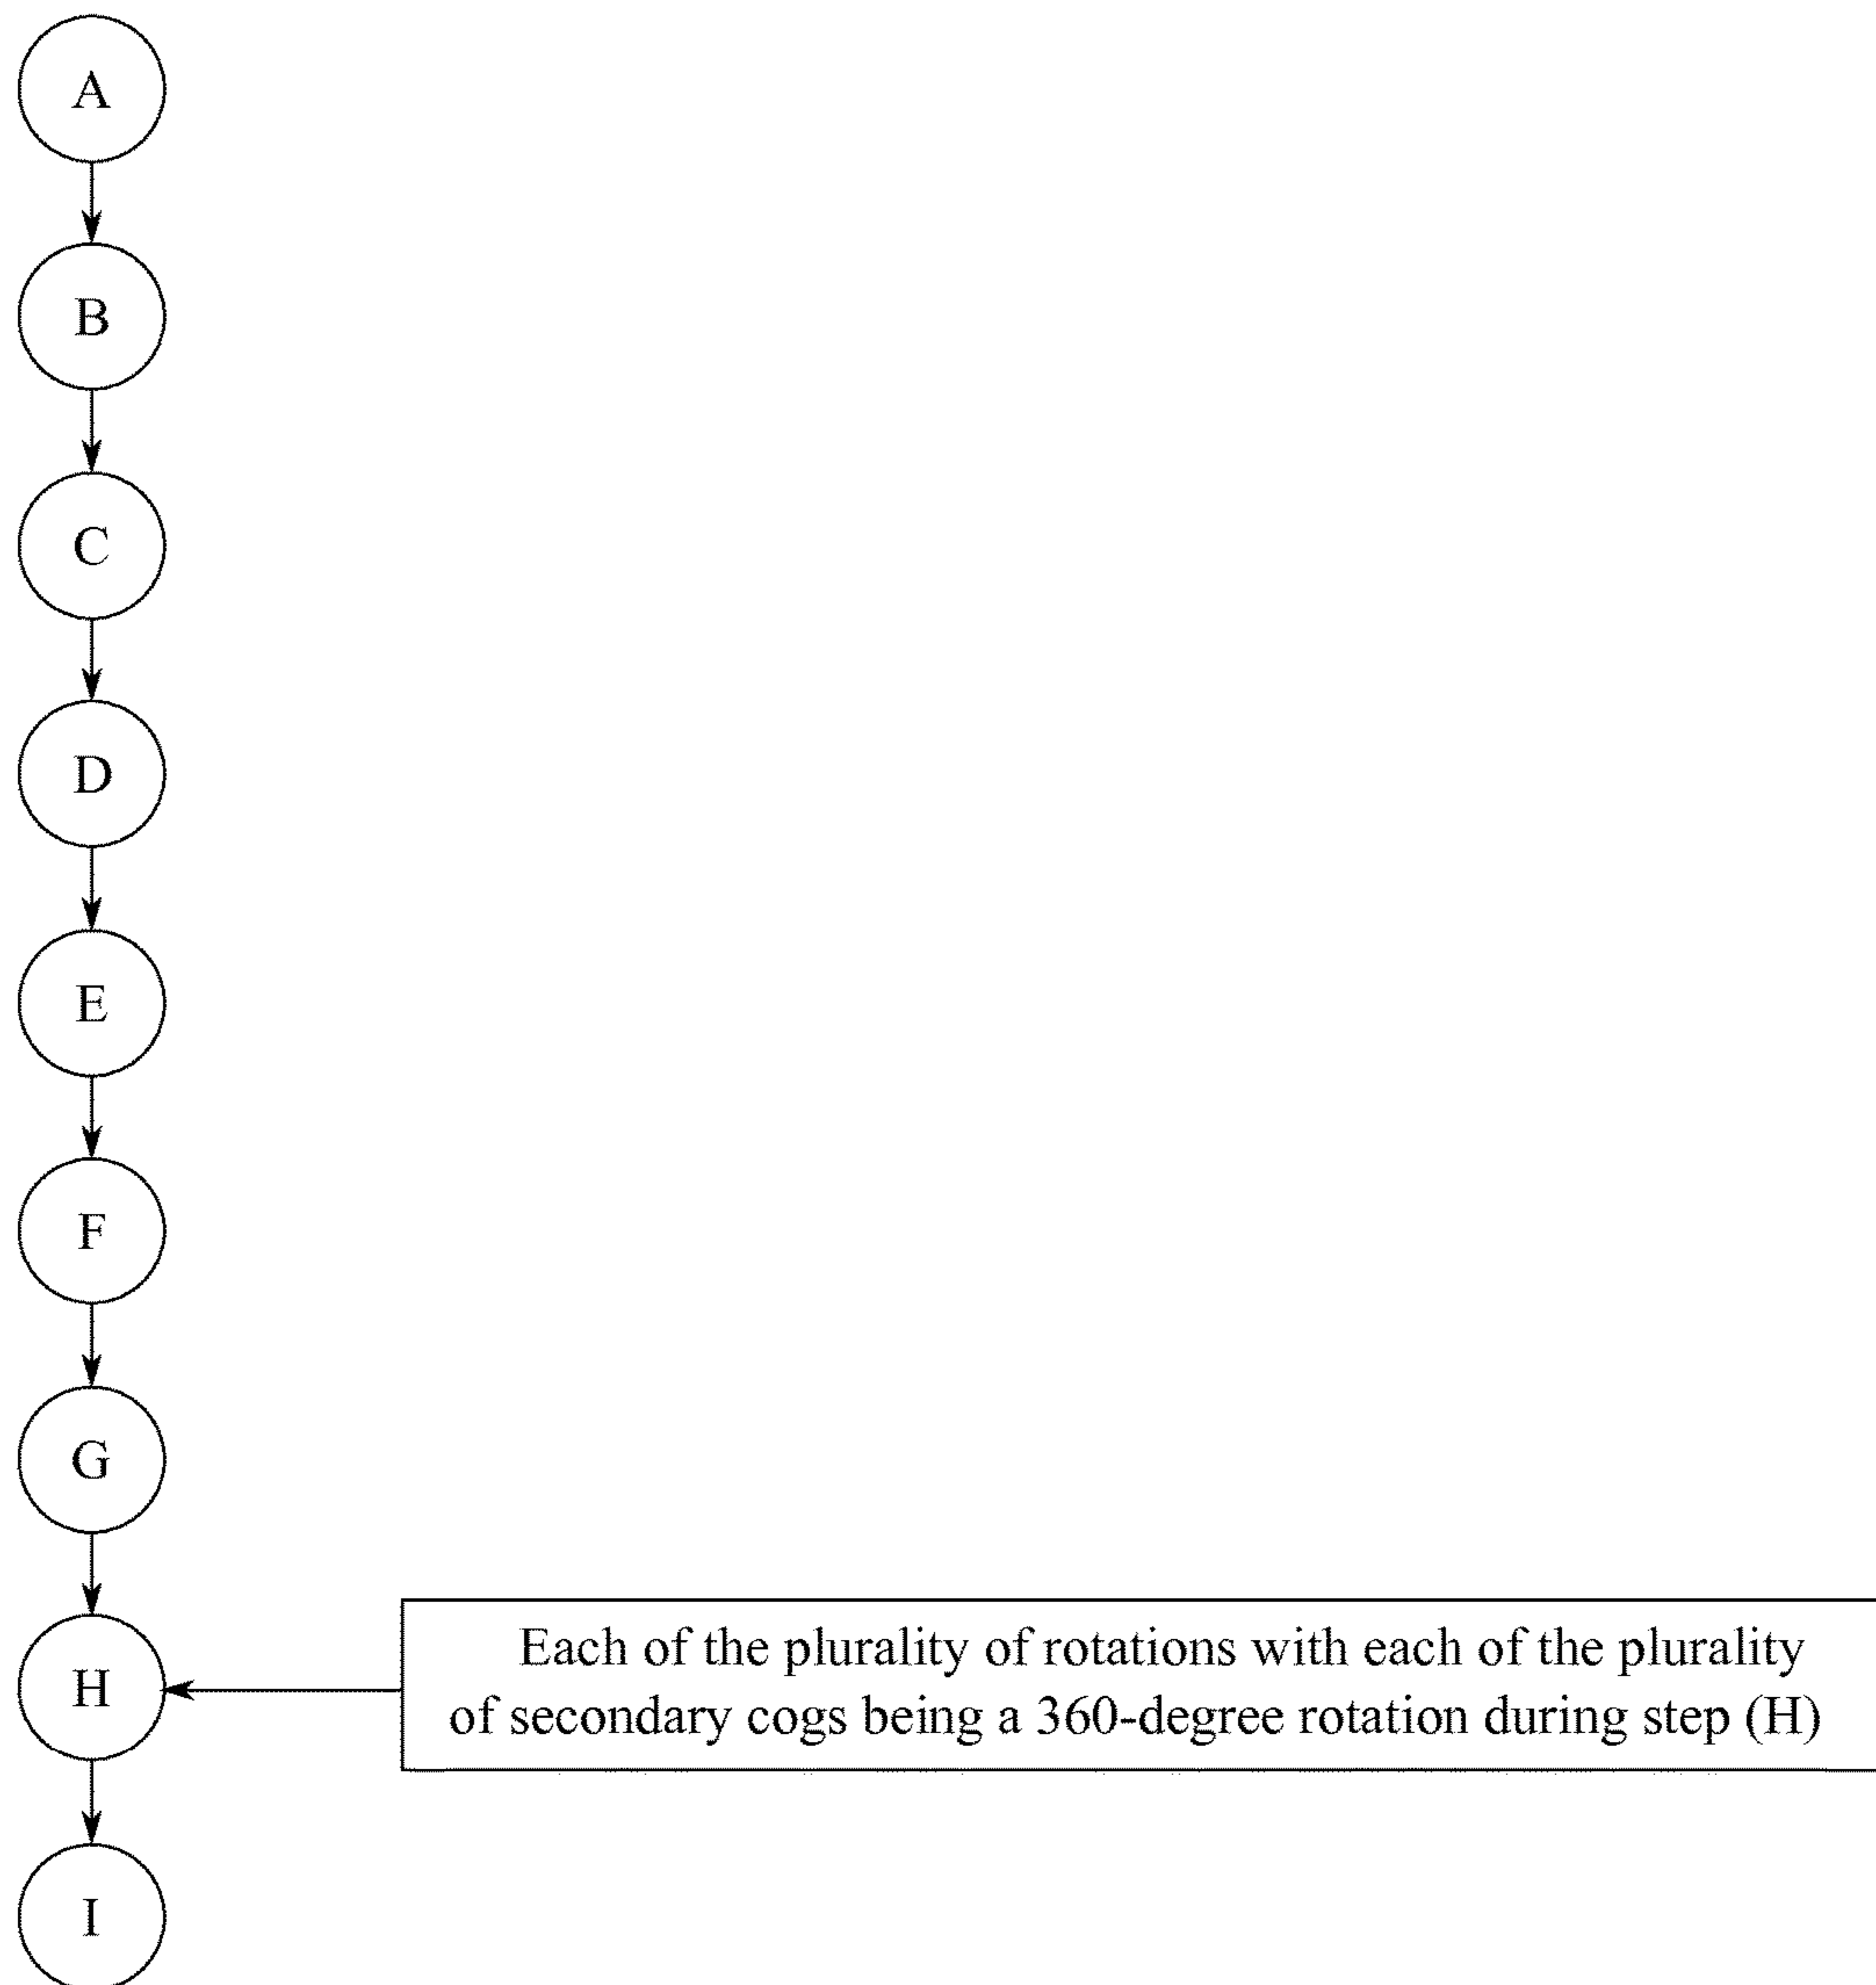 A
B
C
D
E
F
G
H
Each of the plurality of rotations with each of the plurality
of secondary cogs being a 360-degree rotation during step (H)
I